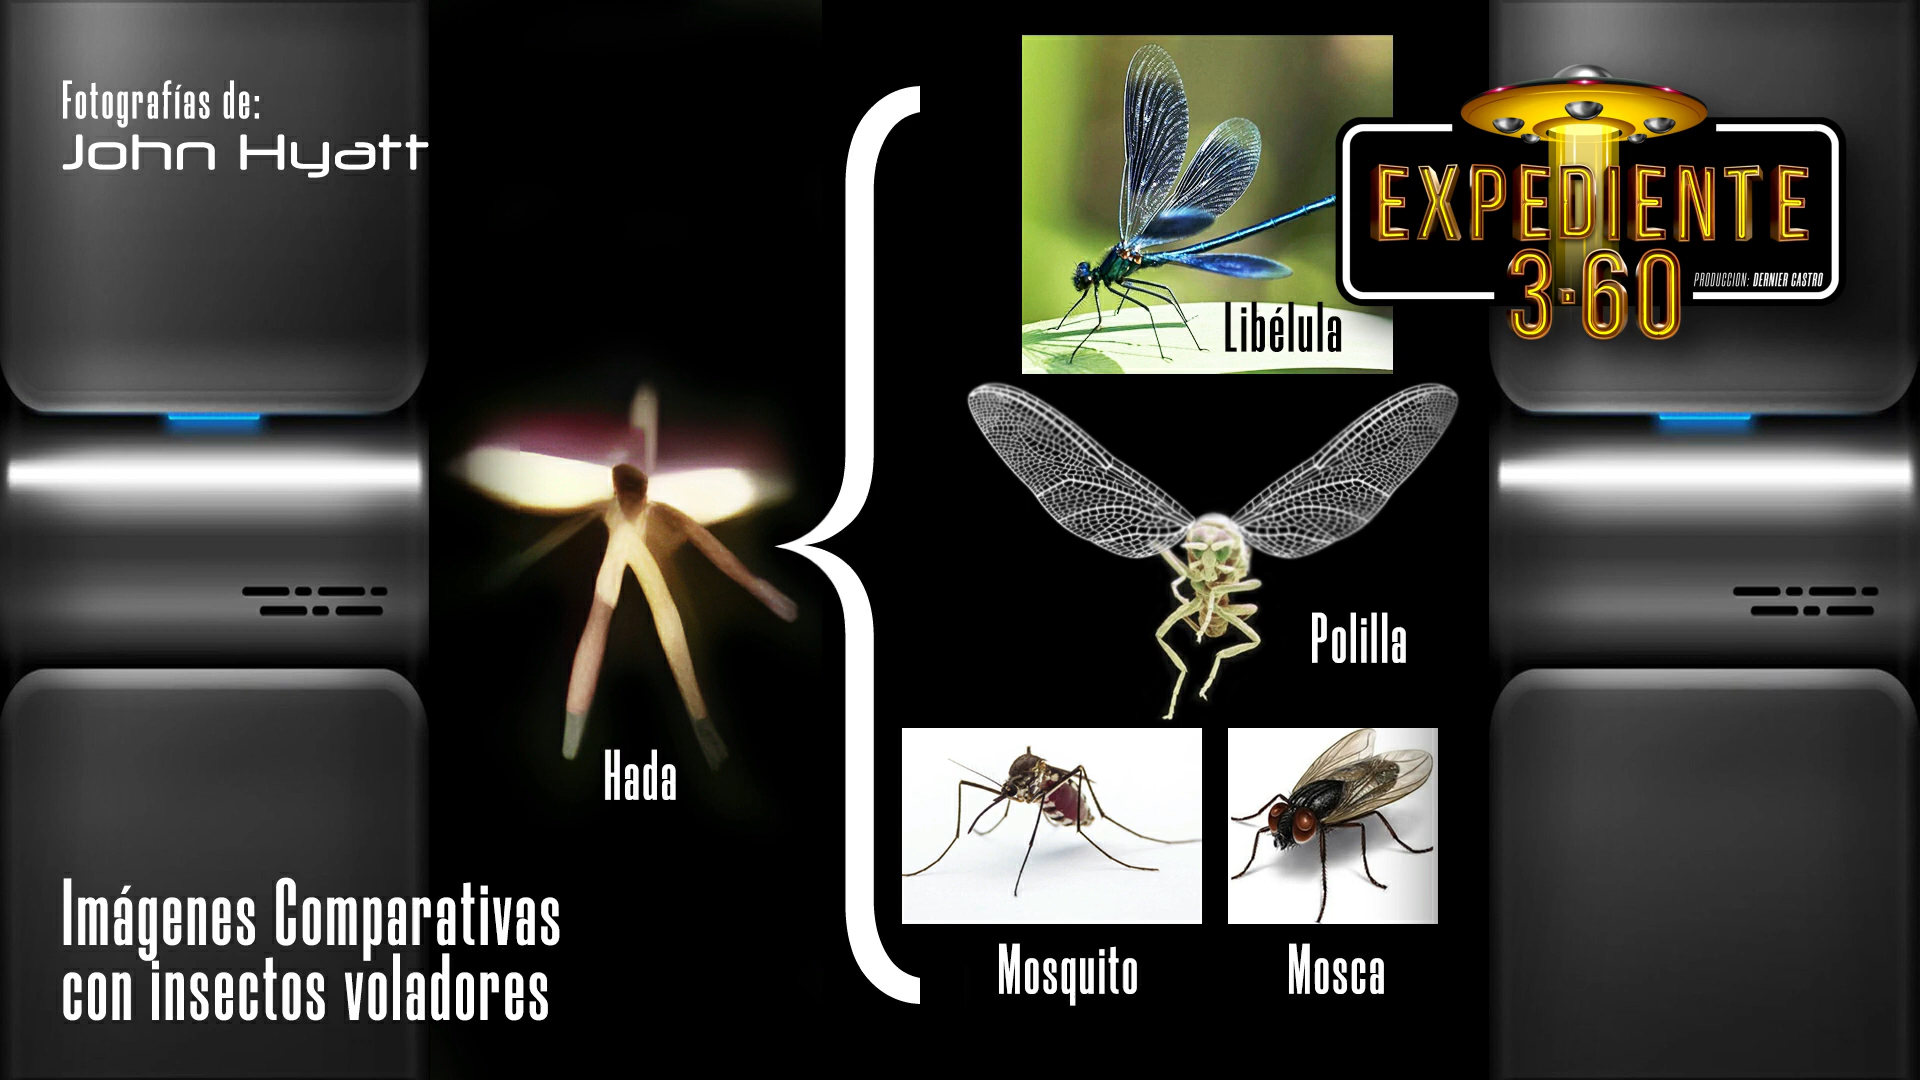 Fotografías de:
John Hyatt
EXPEDIENTE
3·60
PRODUCCION: DERNIER CASTRO
Libélula
Polilla
Hada
Mosquito
Mosca
Imágenes Comparativas
con insectos voladores